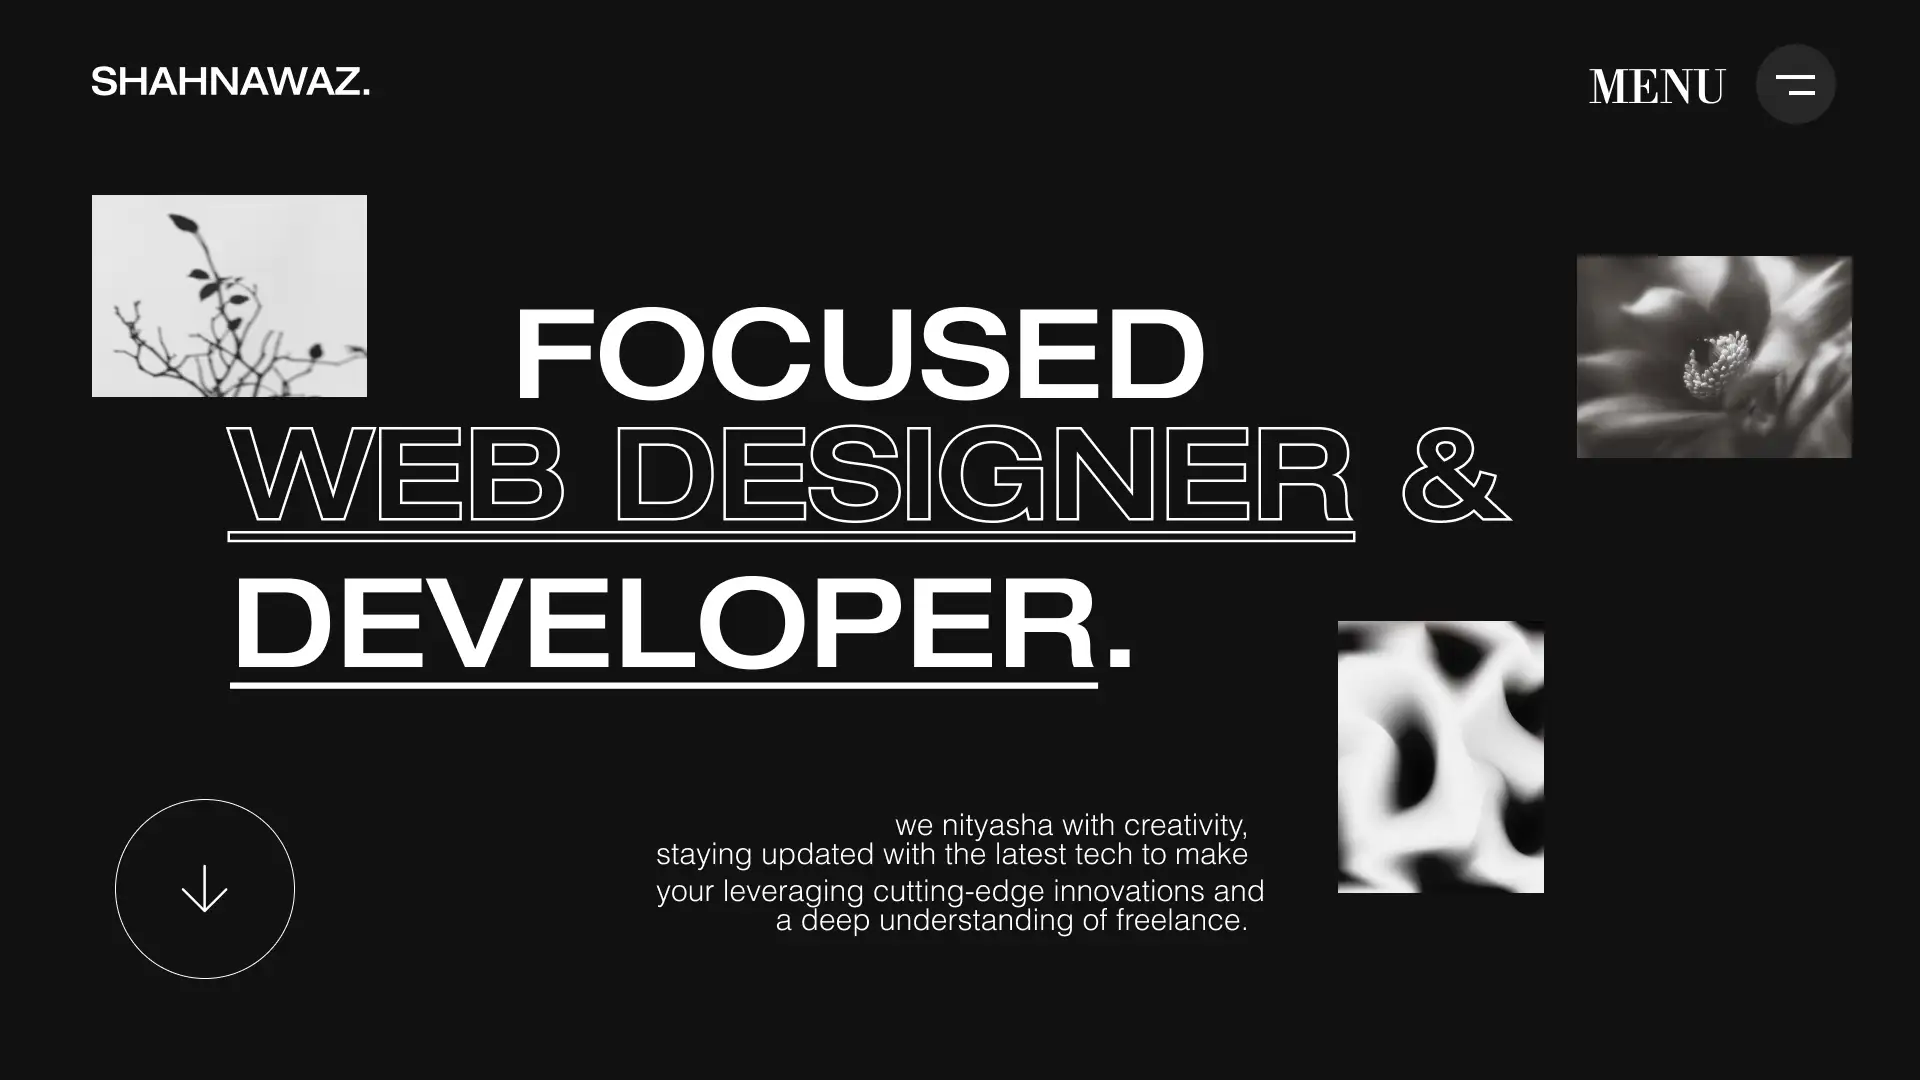 SHAHNAWAZ.
MENU
FOCUSED
WEB DESIGNER &
DEVELOPER.
we nityasha with creativity,
staying updated with the latest tech to make
your leveraging cutting-edge innovations and
a deep understanding of freelance.